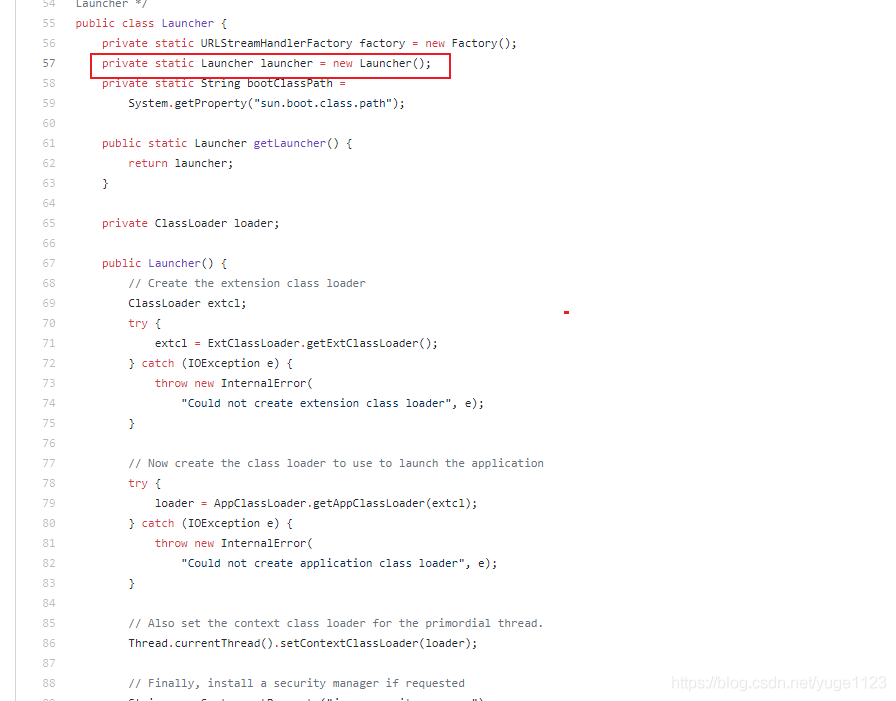 54 Launcher */
55 public class Launcher {
56 private static URLStreamHandlerFactory factory = new Factory();
57 private static Launcher launcher = new Launcher();
58 private static String bootClassPath =
59 System.getProperty("sun.boot.class.path");
60
61 public static Launcher getLauncher() {
62 return launcher;
63 }
64
65 private ClassLoader loader;
66
67 public Launcher() {
68 // Create the extension class loader
69 ClassLoader extcl;
70 try {
71 extcl = ExtClassLoader.getExtClassLoader();
72 } catch (IOException e) {
73 throw new InternalError(
74 "Could not create extension class loader", e);
75 }
76
77 // Now create the class loader to use to launch the application
78 try {
79 loader = AppClassLoader.getAppClassLoader(extcl);
80 } catch (IOException e) {
81 throw new InternalError(
82 "Could not create application class loader", e);
83 }
84
85 // Also set the context class loader for the primordial thread.
86 Thread.currentThread().setContextClassLoader(loader);
87
88 // Finally, install a security manager if requested
https://blog.csdn.net/yuge1123